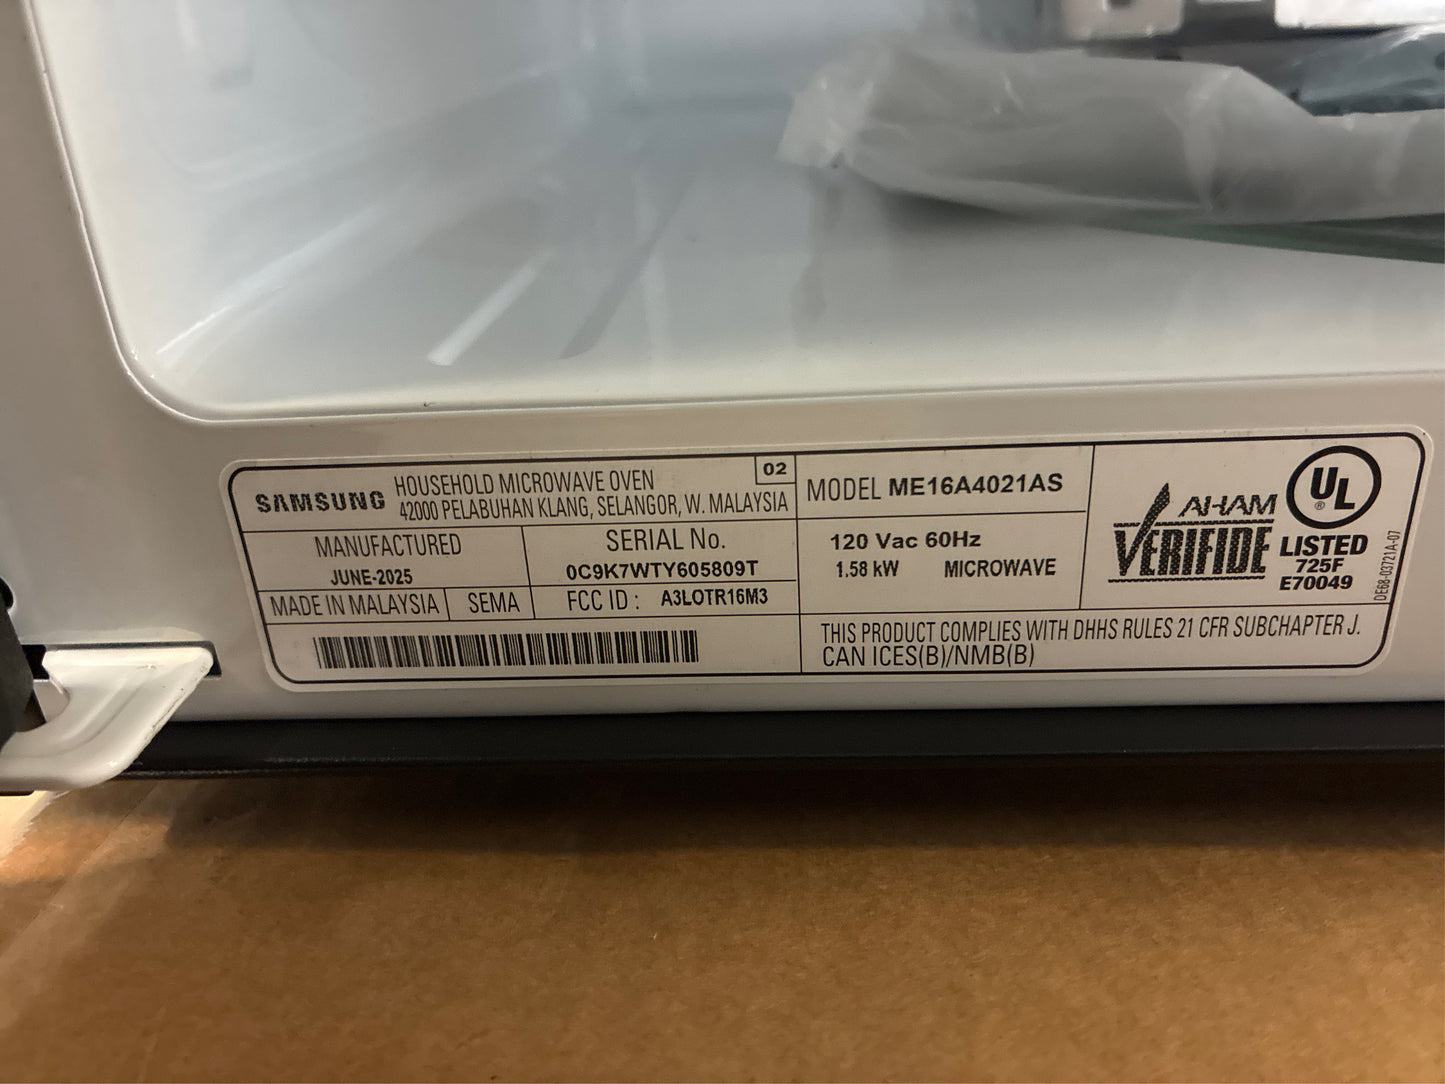 SAMSUNG
HOUSEHOLD MICROWAVE OVEN
42000 PELABUHAN KLANG, SELANGOR, W. MALAYSIA
02
MANUFACTURED
JUNE-2025
SERIAL No.
0C9K7WTY605809T
MADE IN MALAYSIA
SEMA
FCC ID : A3LOTR16M3
MODEL ME16A4021AS
120 Vac 60Hz
1.58 kW MICROWAVE
AHAM
VERIFIDE
UL
®
LISTED
725F
E70049
DE68-03721A-07
THIS PRODUCT COMPLIES WITH DHHS RULES 21 CFR SUBCHAPTER J.
CAN ICES(B)/NMB(B)